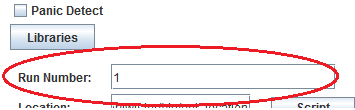 Panic Detect
Libraries
Run Number: 1
Location:
Script